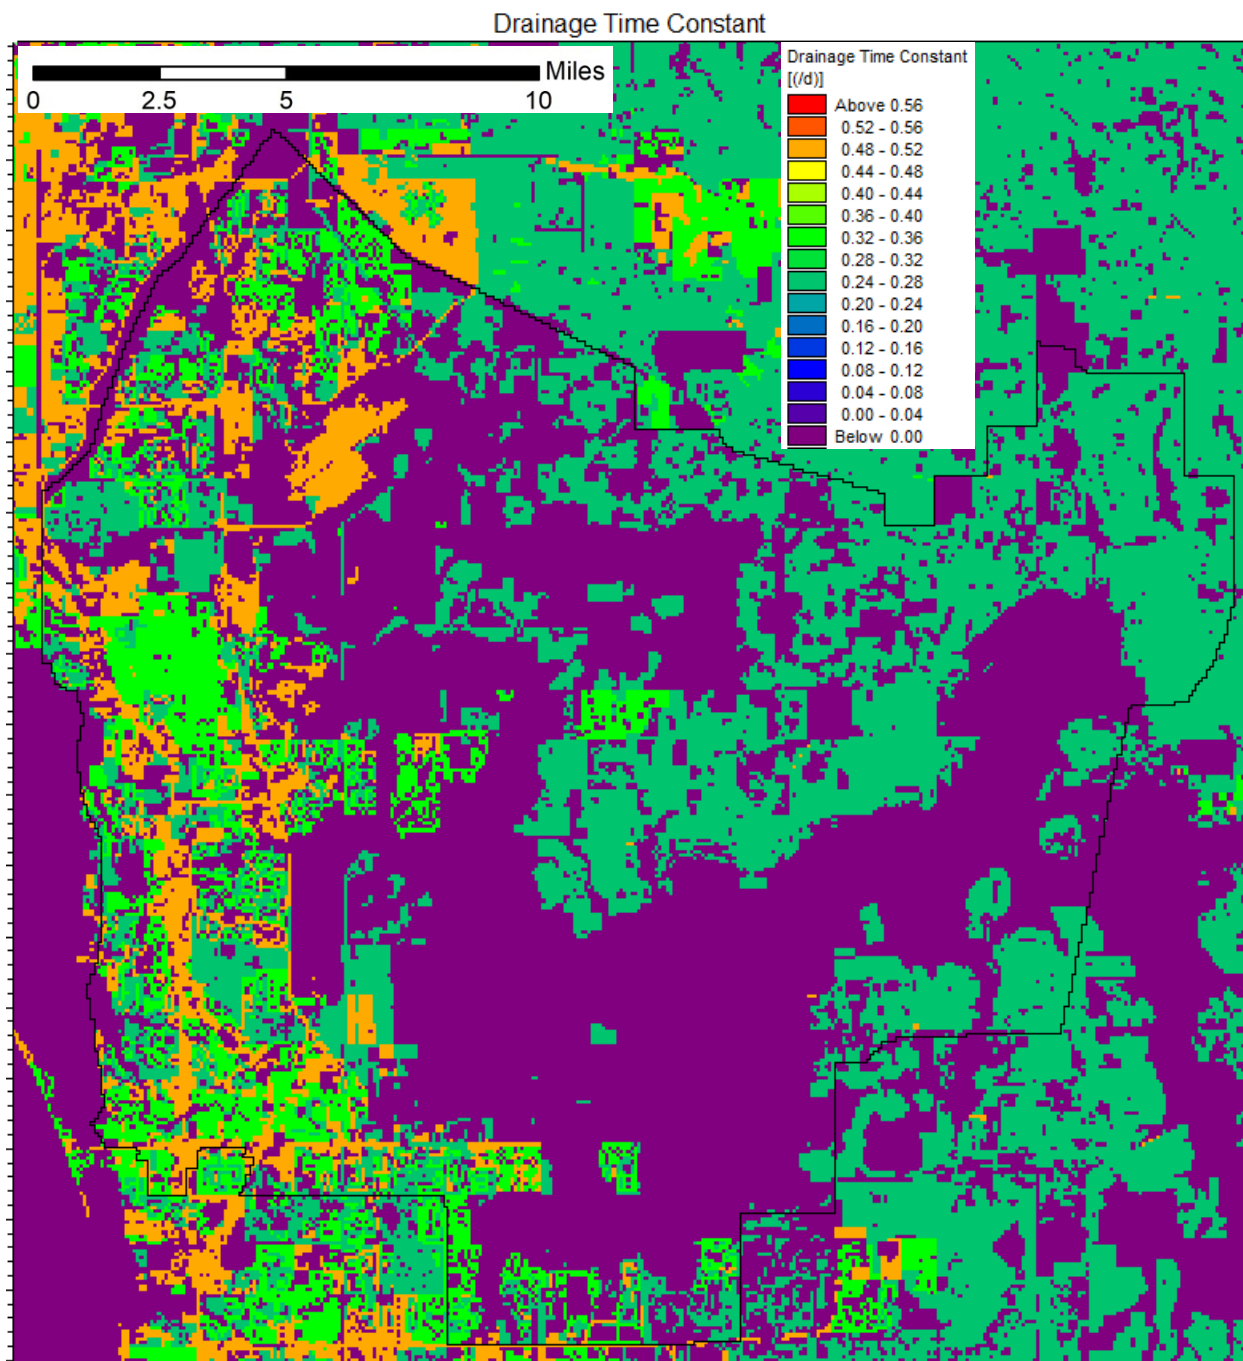 Drainage Time Constant
Miles
0 2.5 5 10
Drainage Time Constant
[(/d)]
Above 0.56
0.52 - 0.56
0.48 - 0.52
0.44 - 0.48
0.40 - 0.44
0.36 - 0.40
0.32 - 0.36
0.28 - 0.32
0.24 - 0.28
0.20 - 0.24
0.16 - 0.20
0.12 - 0.16
0.08 - 0.12
0.04 - 0.08
0.00 - 0.04
Below 0.00